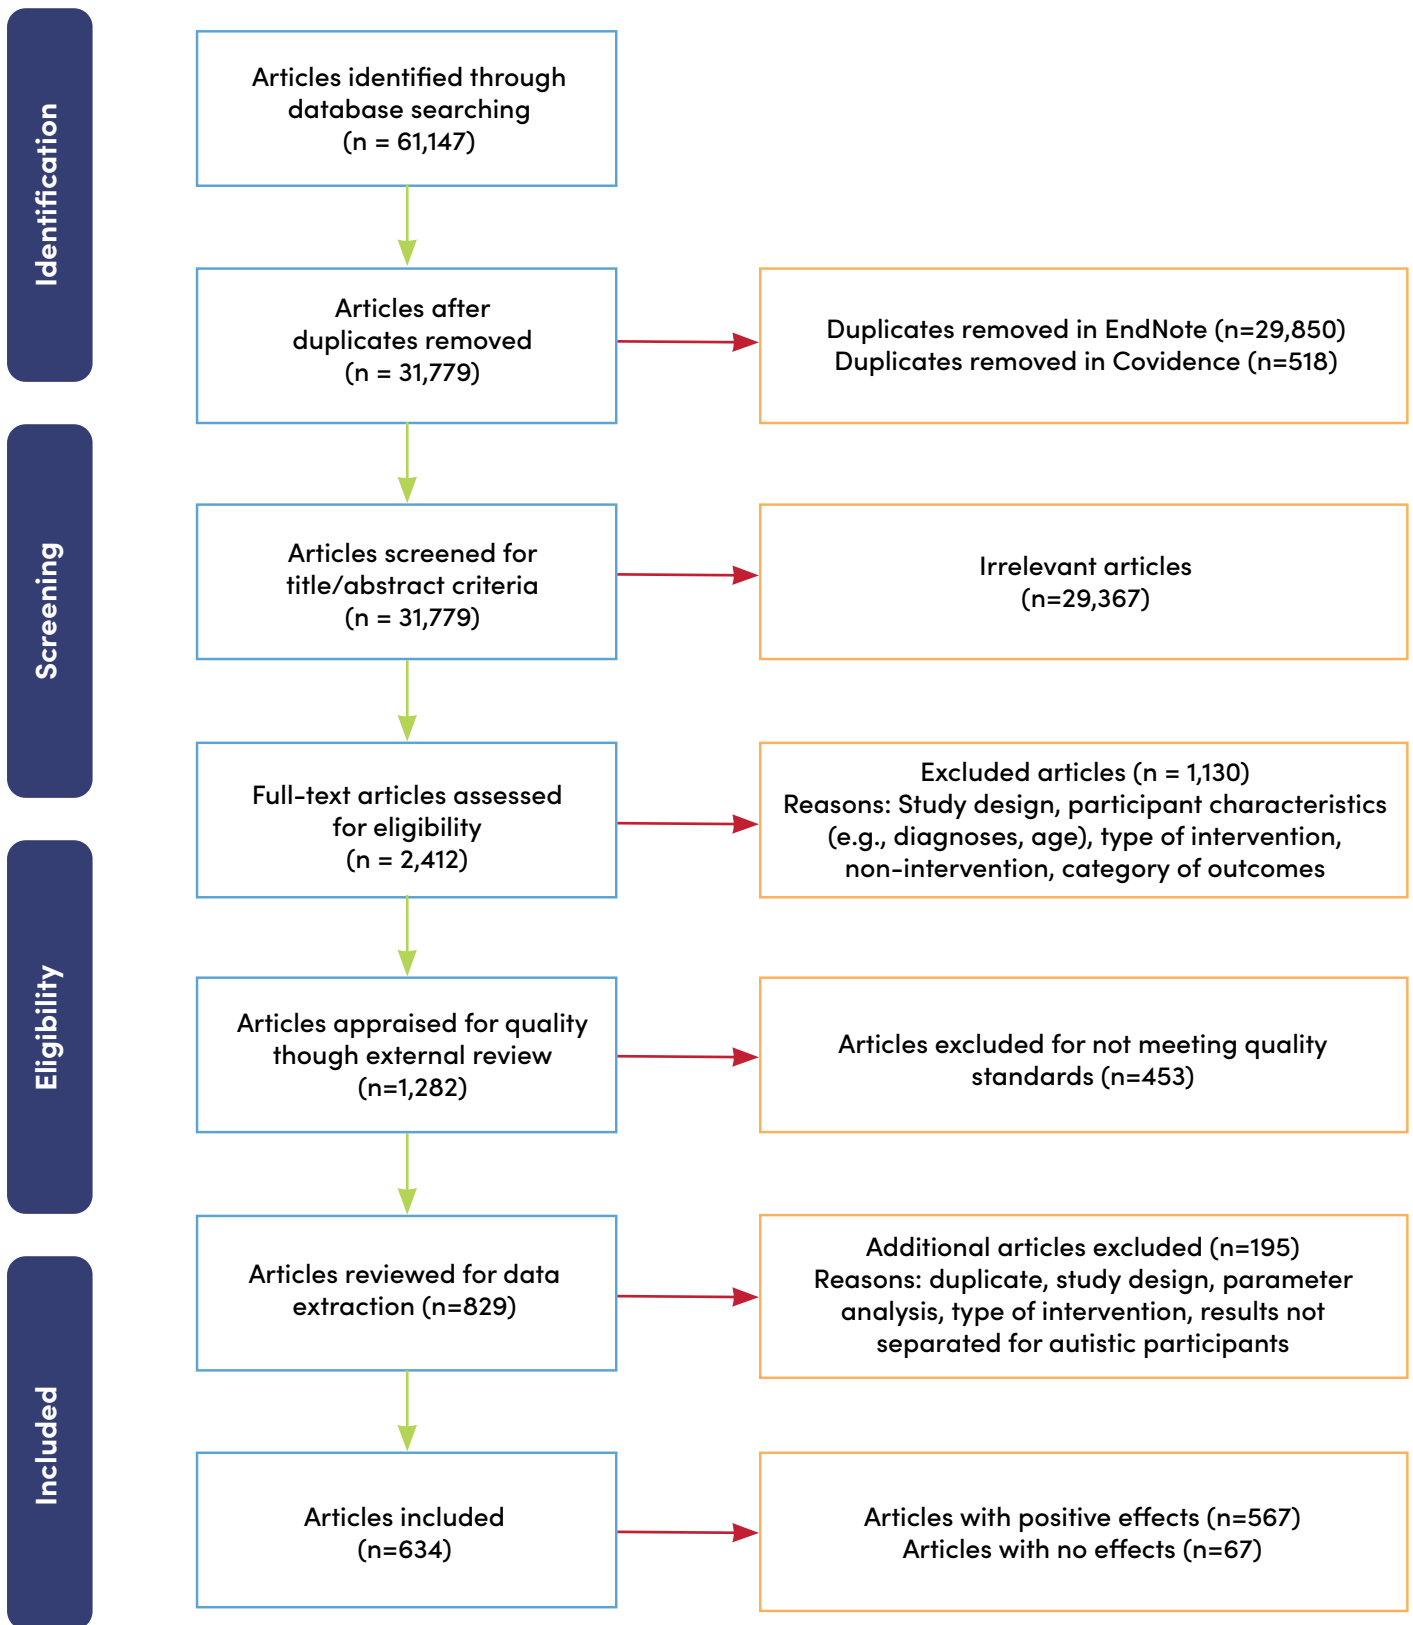 Identification
Articles identified through
database searching
(n = 61,147)
Articles after
duplicates removed
(n = 31,779)
Duplicates removed in EndNote (n=29,850)
Duplicates removed in Covidence (n=518)
Screening
Articles screened for
title/abstract criteria
(n = 31,779)
Irrelevant articles
(n=29,367)
Full-text articles assessed
for eligibility
(n = 2,412)
Excluded articles (n = 1,130)
Reasons: Study design, participant characteristics
(e.g., diagnoses, age), type of intervention,
non-intervention, category of outcomes
Eligibility
Articles appraised for quality
though external review
(n=1,282)
Articles excluded for not meeting quality
standards (n=453)
Articles reviewed for data
extraction (n=829)
Additional articles excluded (n=195)
Reasons: duplicate, study design, parameter
analysis, type of intervention, results not
separated for autistic participants
Included
Articles included
(n=634)
Articles with positive effects (n=567)
Articles with no effects (n=67)